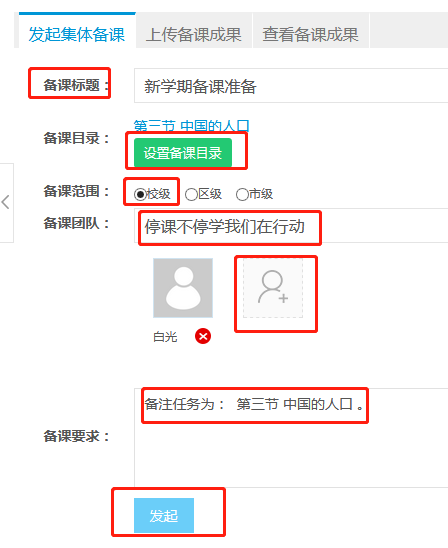 发起集体备课 上传备课成果 查看备课成果
备课标题： 新学期备课准备
第三节 中国的人口
备课目录：
设置备课目录
备课范围： 校级 区级 市级
备课团队： 停课不停学我们在行动
白光
备注任务为： 第三节 中国的人口 。
备课要求：
发起